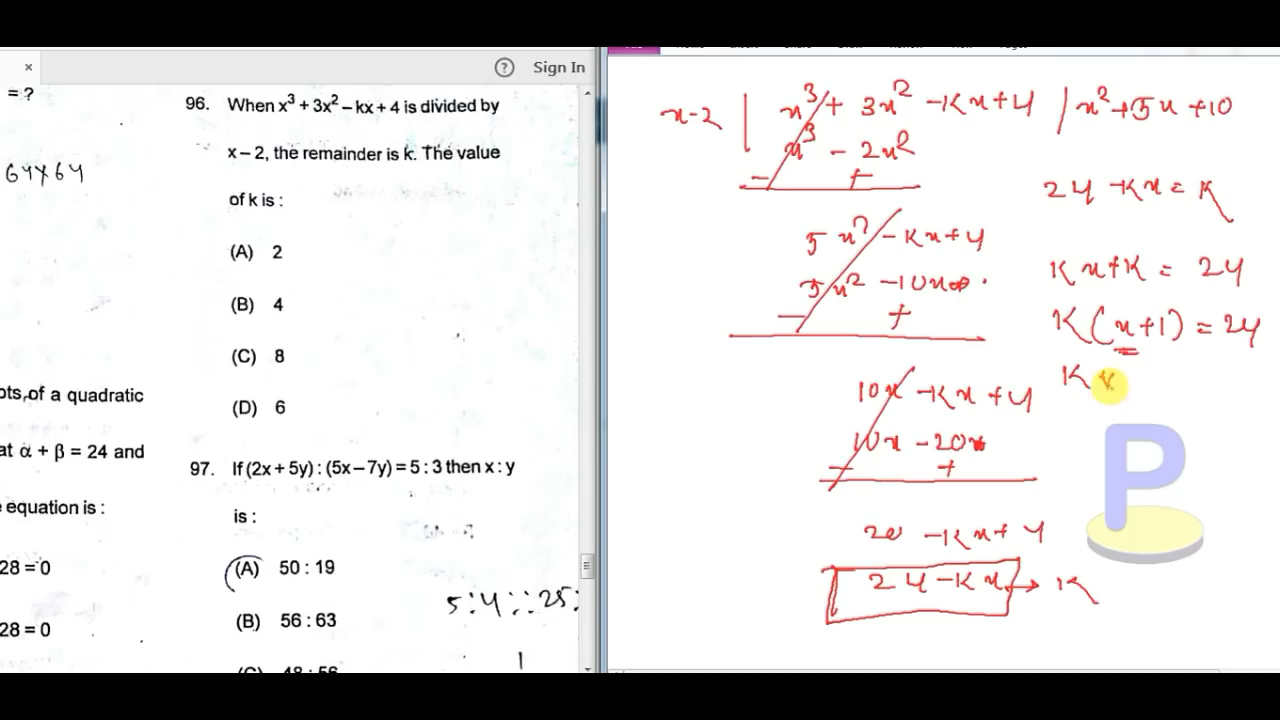 × Sign In
= ?
64×64
ots of a quadratic
at α + β = 24 and
e equation is :
28 = 0
28 = 0
96. When x³ + 3x² – kx + 4 is divided by
x – 2, the remainder is k. The value
of k is :
(A) 2
(B) 4
(C) 8
(D) 6
97. If (2x + 5y) : (5x – 7y) = 5 : 3 then x : y
is :
(A) 50 : 19
5:4::25:
(B) 56 : 63
x-2 | x³ + 3x² - Kx + 4 / x² + 5x + 10
x³ - 2x²
- +
5x² - Kx + 4
5x² - 10x
- +
10x - Kx + 4
10x - 20
- +
20 - Kx + 4
24 - Kx → K
24 - Kx = K
Kx + K = 24
K(x+1) = 24
K ×
P